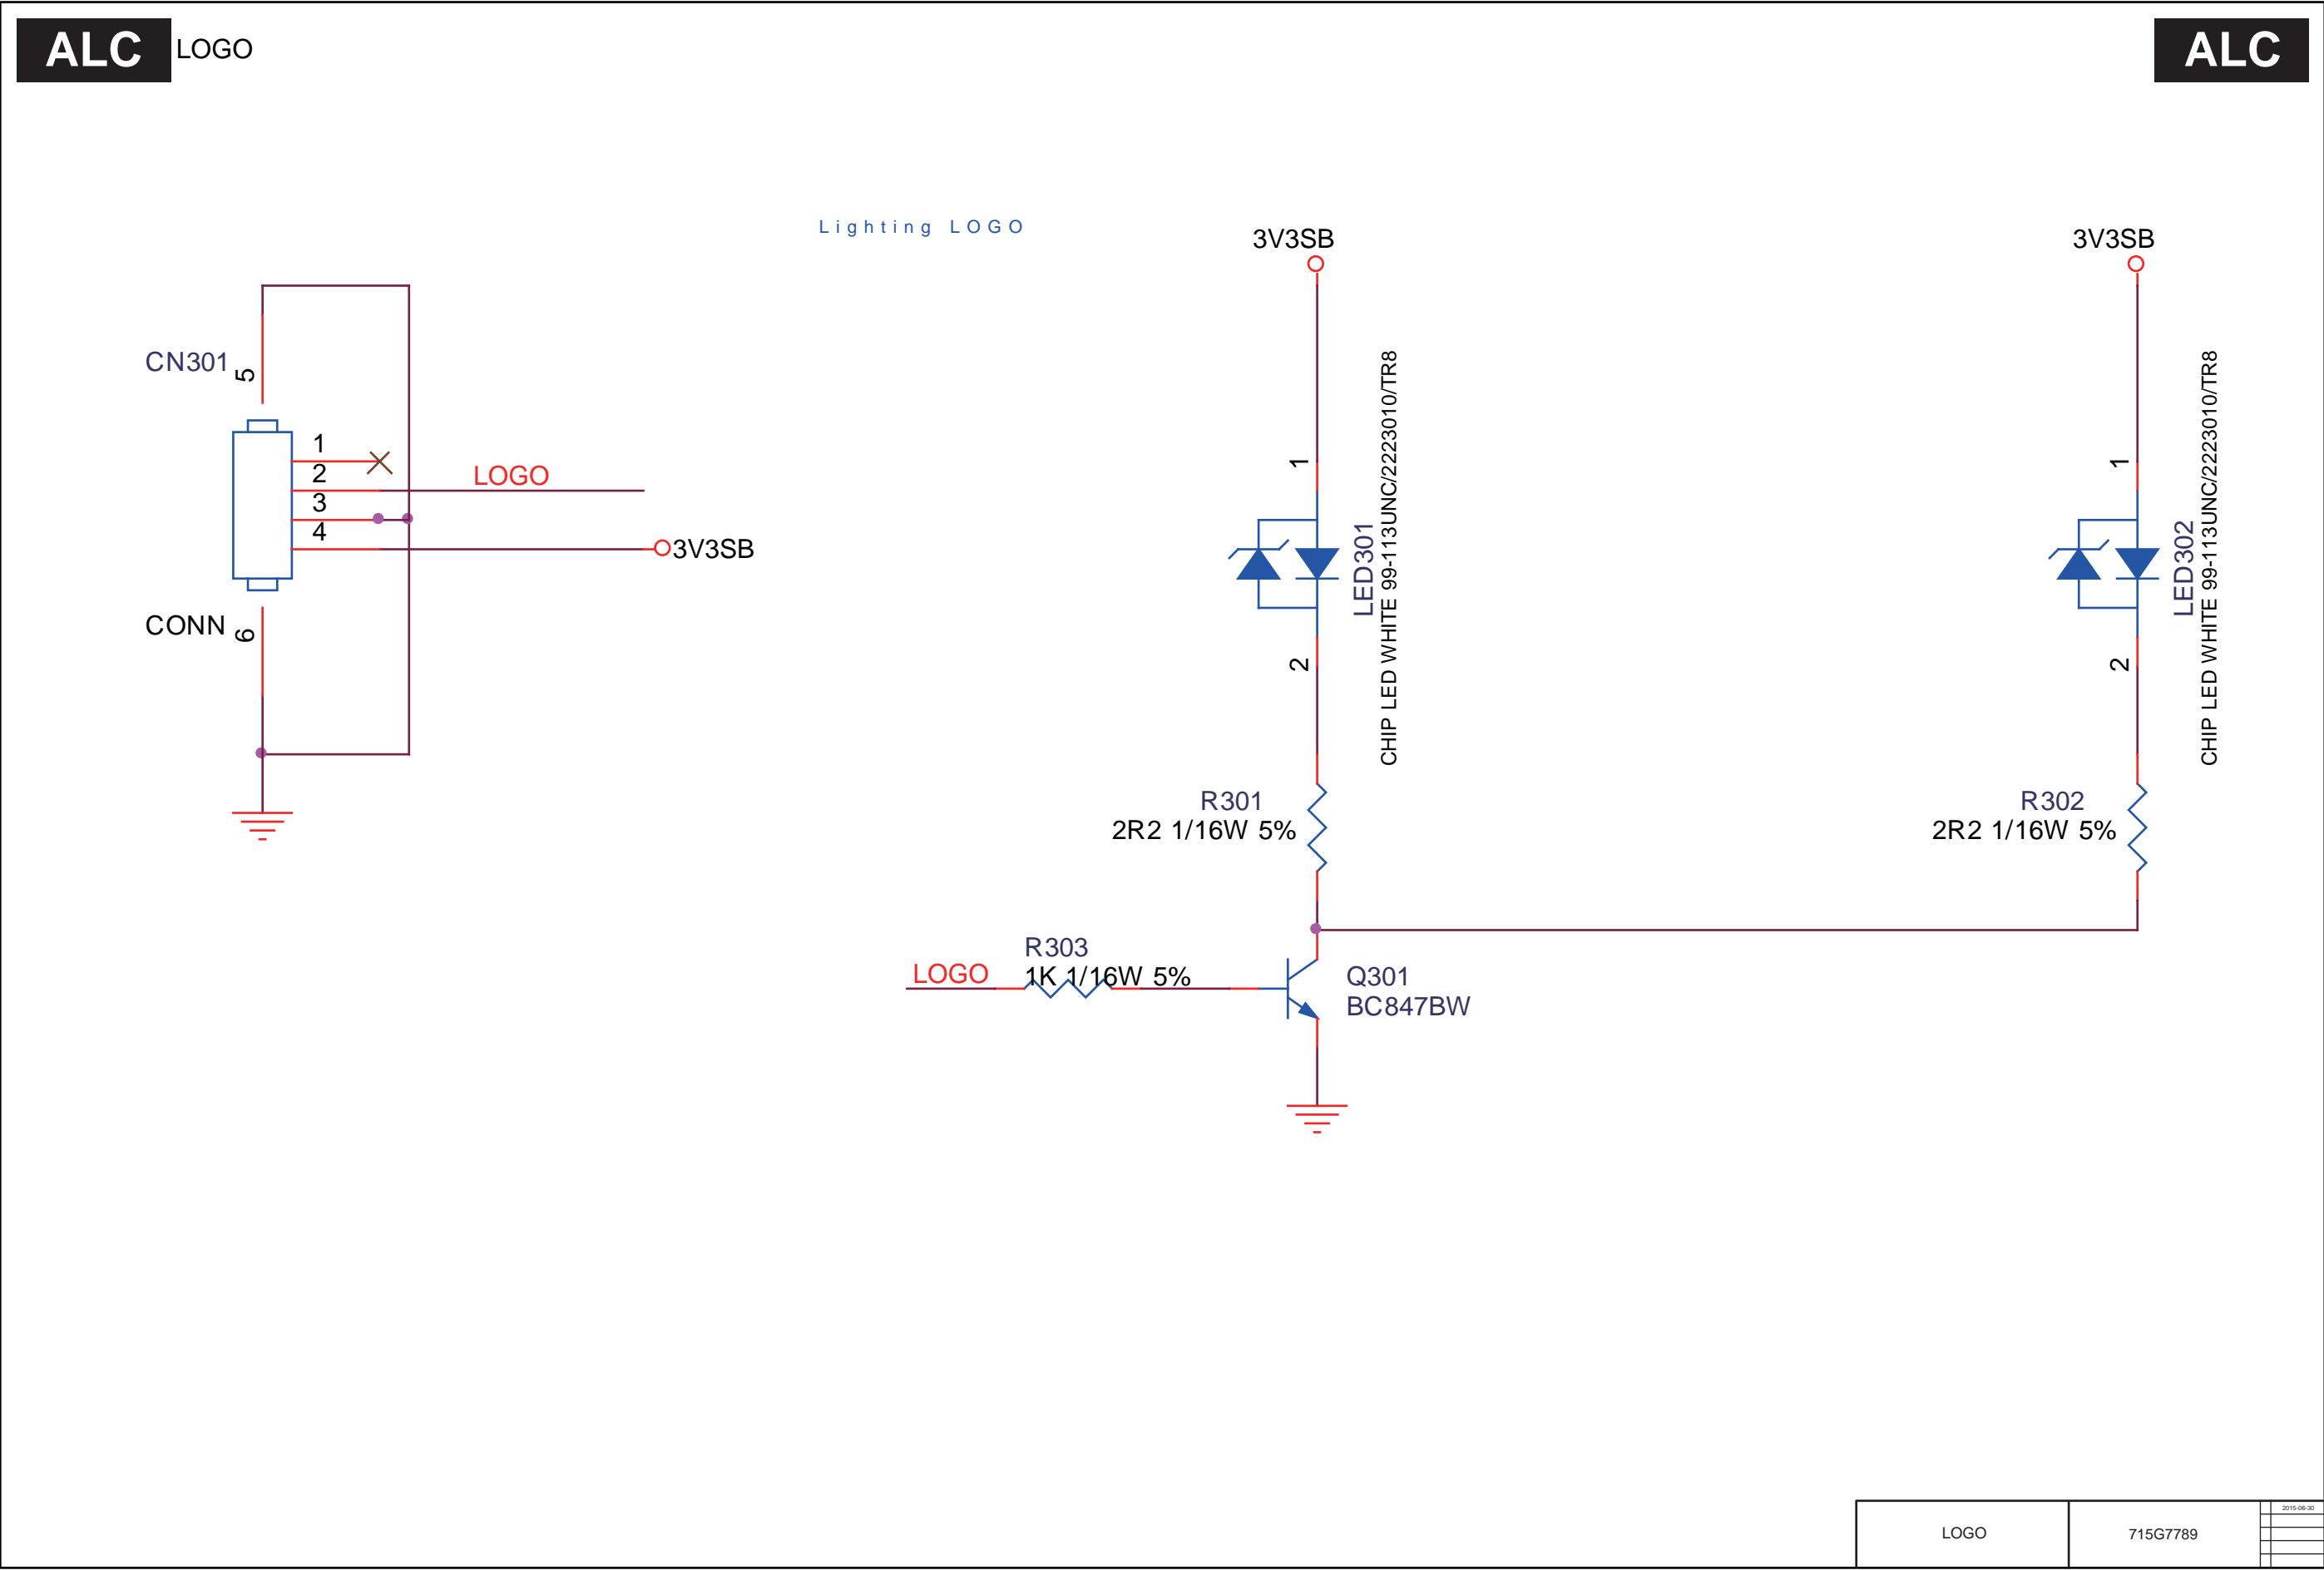 ALC LOGO
ALC
Lighting LOGO
3V3SB
3V3SB
CN301
5
1
2
LOGO
3
4
3V3SB
CONN
6
1
LED301
CHIP LED WHITE 99-113UNC/2223010/TR8
2
1
LED302
CHIP LED WHITE 99-113UNC/2223010/TR8
2
R301
2R2 1/16W 5%
R302
2R2 1/16W 5%
R303
LOGO
1K 1/16W 5%
Q301
BC847BW
LOGO
715G7789
2015-06-30